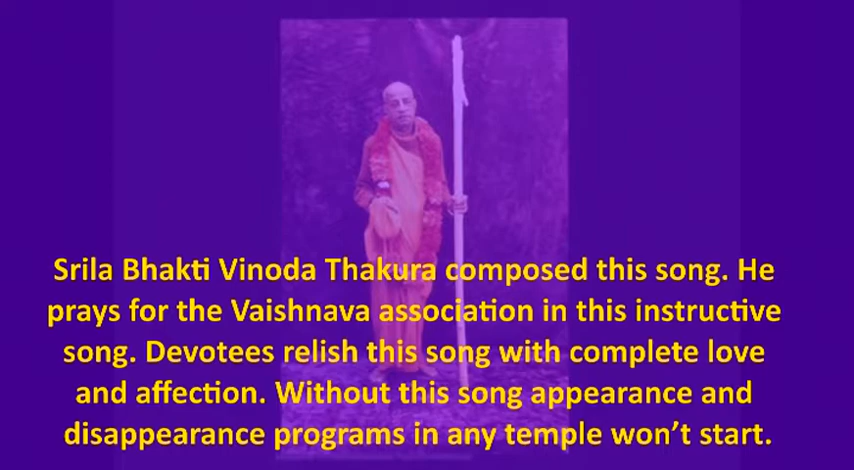 Srila Bhakti Vinoda Thakura composed this song. He
prays for the Vaishnava association in this instructive
song. Devotees relish this song with complete love
and affection. Without this song appearance and
disappearance programs in any temple won’t start.